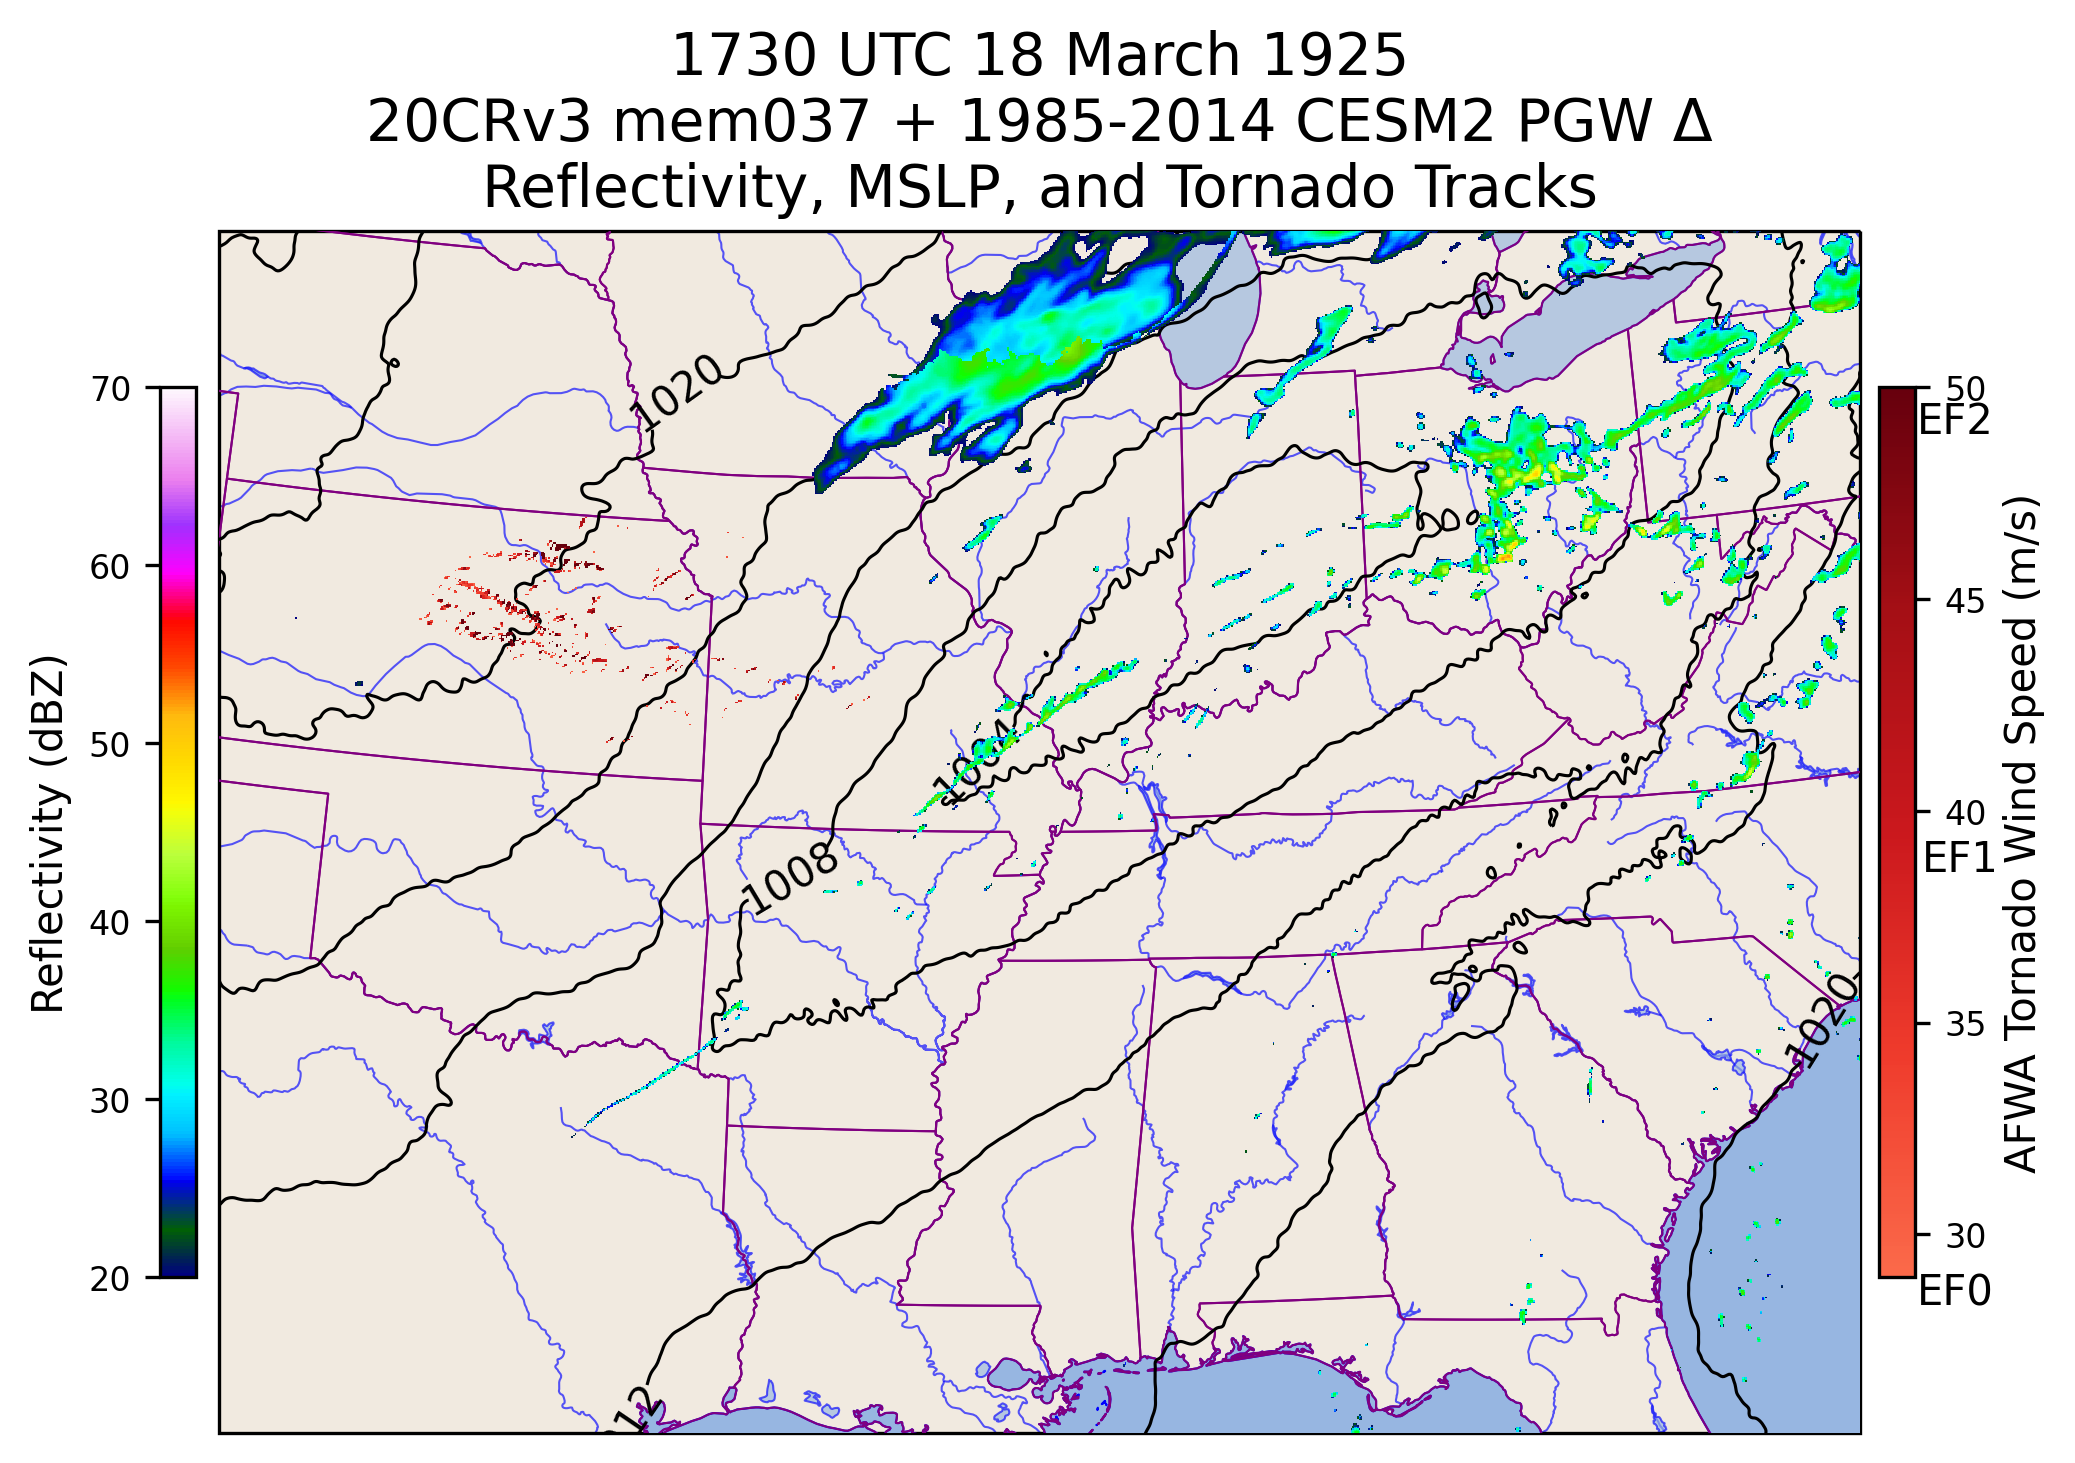 1730 UTC 18 March 1925
20CRv3 mem037 + 1985-2014 CESM2 PGW Δ
Reflectivity, MSLP, and Tornado Tracks
70
60
50
40
30
20
Reflectivity (dBZ)
1020
1004
1008
1020
12
50
EF2
45
40
EF1
35
30
EF0
AFWA Tornado Wind Speed (m/s)